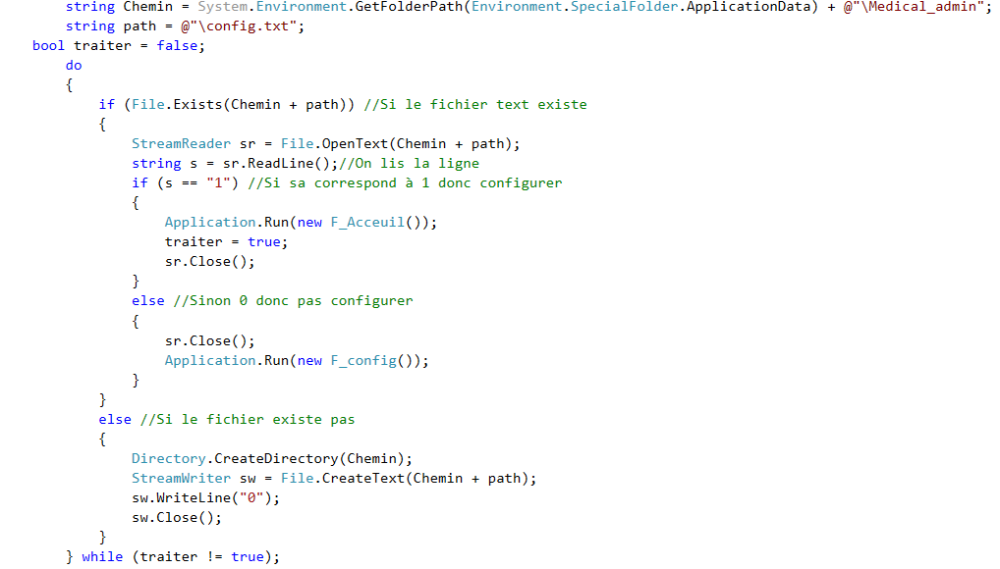 string Chemin = System.Environment.GetFolderPath(Environment.SpecialFolder.ApplicationData) + @"\Medical_admin";
string path = @"\config.txt";
bool traiter = false;
do
{
if (File.Exists(Chemin + path)) //Si le fichier text existe
{
StreamReader sr = File.OpenText(Chemin + path);
string s = sr.ReadLine();//On lis la ligne
if (s == "1") //Si sa correspond à 1 donc configurer
{
Application.Run(new F_Acceuil());
traiter = true;
sr.Close();
}
else //Sinon 0 donc pas configurer
{
sr.Close();
Application.Run(new F_config());
}
}
else //Si le fichier existe pas
{
Directory.CreateDirectory(Chemin);
StreamWriter sw = File.CreateText(Chemin + path);
sw.WriteLine("0");
sw.Close();
}
} while (traiter != true);